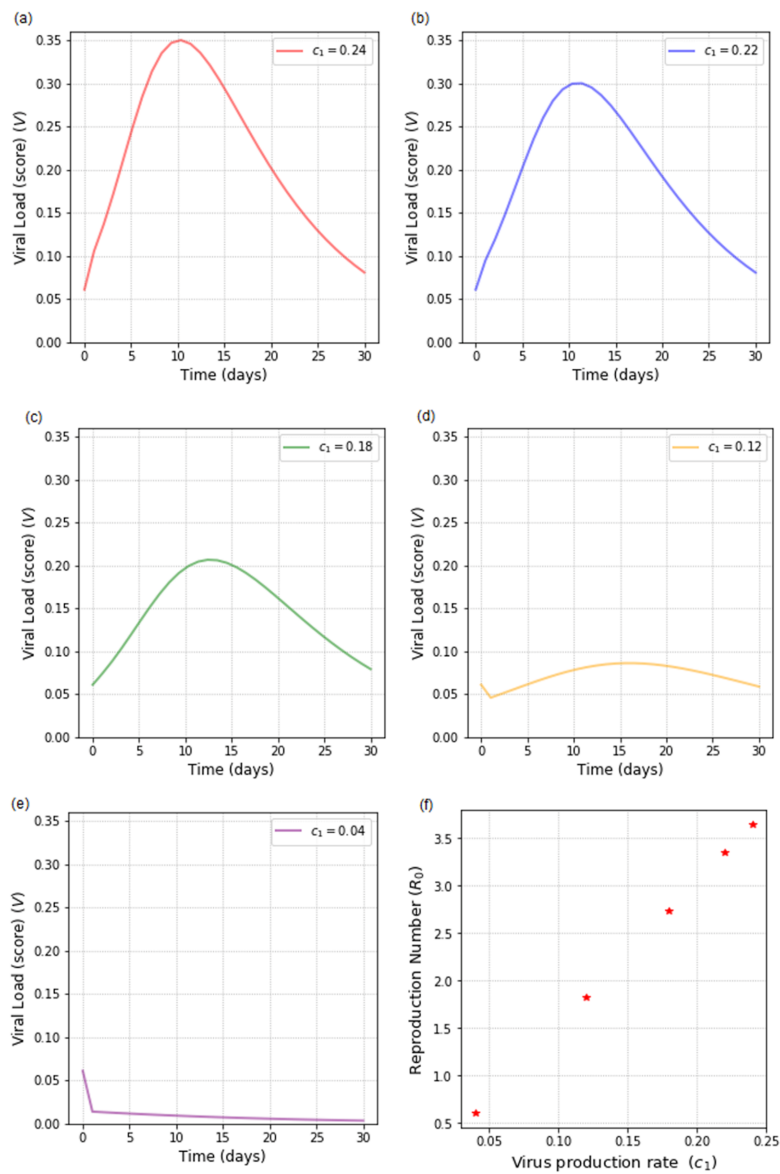 (a)
c₁ = 0.24
Viral Load (score) (V)
0.35
0.30
0.25
0.20
0.15
0.10
0.05
0.00
0 5 10 15 20 25 30
Time (days)
(b)
c₁ = 0.22
Viral Load (score) (V)
0.35
0.30
0.25
0.20
0.15
0.10
0.05
0.00
0 5 10 15 20 25 30
Time (days)
(c)
c₁ = 0.18
Viral Load (score) (V)
0.35
0.30
0.25
0.20
0.15
0.10
0.05
0.00
0 5 10 15 20 25 30
Time (days)
(d)
c₁ = 0.12
Viral Load (score) (V)
0.35
0.30
0.25
0.20
0.15
0.10
0.05
0.00
0 5 10 15 20 25 30
Time (days)
(e)
c₁ = 0.04
Viral Load (score) (V)
0.35
0.30
0.25
0.20
0.15
0.10
0.05
0.00
0 5 10 15 20 25 30
Time (days)
(f)
Reproduction Number (R₀)
3.5
3.0
2.5
2.0
1.5
1.0
0.5
0.05 0.10 0.15 0.20 0.25
Virus production rate (c₁)